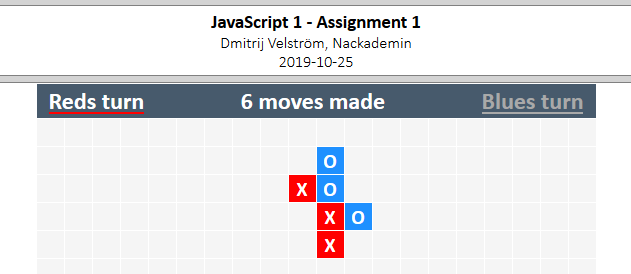 JavaScript 1 - Assignment 1
Dmitrij Velström, Nackademin
2019-10-25
Reds turn 6 moves made Blues turn
O
X O
X O
X